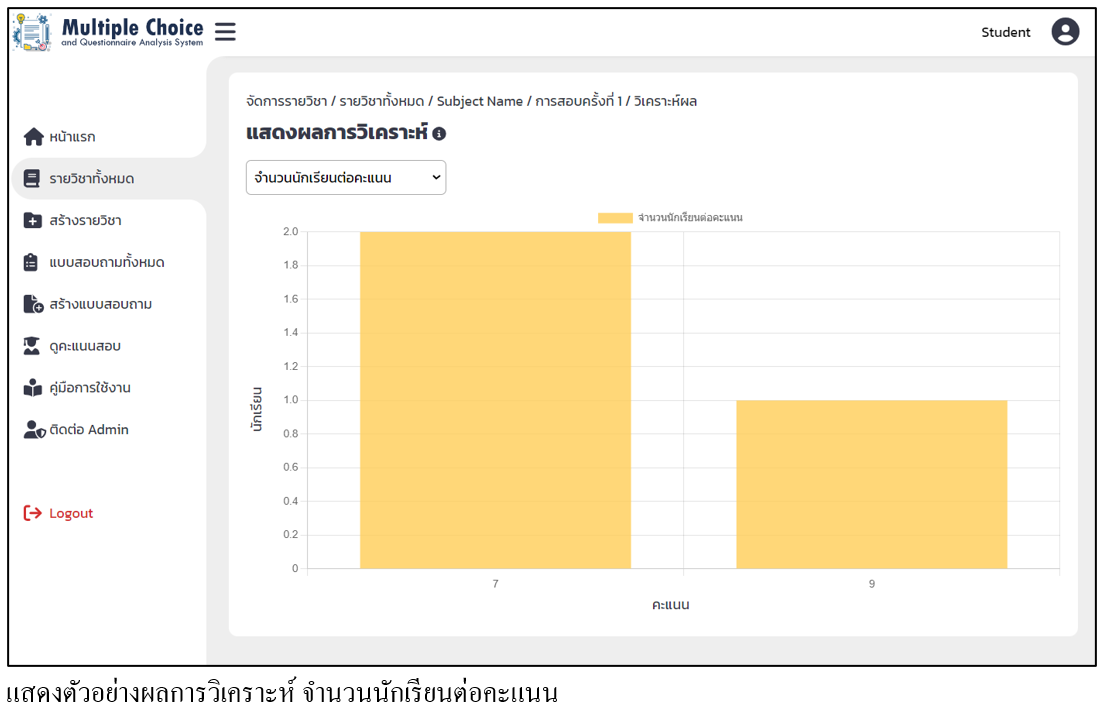 Multiple Choice
and Questionnaire Analysis System
Student
หน้าแรก
รายวิชาทั้งหมด
สร้างรายวิชา
แบบสอบถามทั้งหมด
สร้างแบบสอบถาม
ดูคะแนนสอบ
คู่มือการใช้งาน
ติดต่อ Admin
Logout
จัดการรายวิชา / รายวิชาทั้งหมด / Subject Name / การสอบครั้งที่ 1 / วิเคราะห์ผล
แสดงผลการวิเคราะห์
จำนวนนักเรียนต่อคะแนน
จำนวนนักเรียนต่อคะแนน
2.0
1.8
1.6
1.4
1.2
1.0
0.8
0.6
0.4
0.2
0
นักเรียน
7 9
คะแนน
แสดงตัวอย่างผลการวิเคราะห์ จำนวนนักเรียนต่อคะแนน